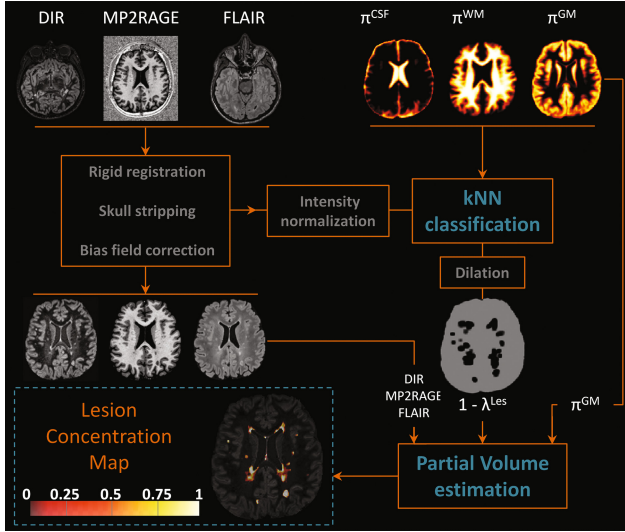 DIR MP2RAGE FLAIR
π^CSF π^WM π^GM
Rigid registration
Skull stripping
Bias field correction
Intensity
normalization
kNN
classification
Dilation
DIR
MP2RAGE
FLAIR
1 - λ^Les
π^GM
Partial Volume
estimation
Lesion
Concentration
Map
0 0.25 0.5 0.75 1